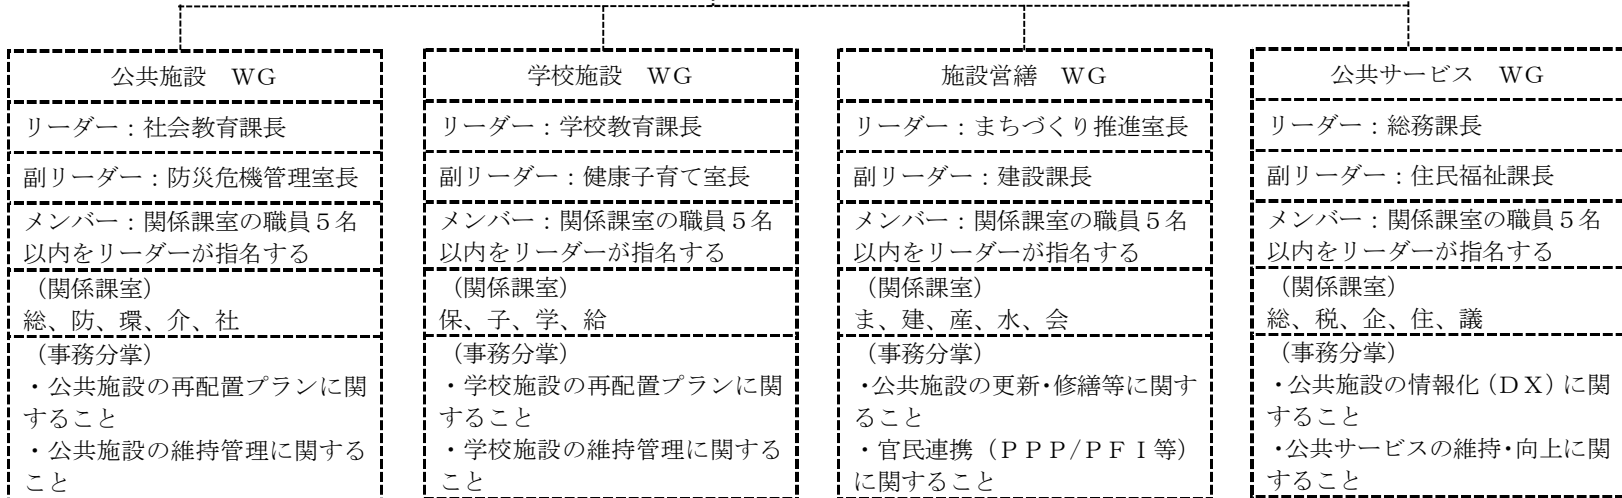 公共施設　ＷＧ
リーダー：社会教育課長
副リーダー：防災危機管理室長
メンバー：関係課室の職員５名
以内をリーダーが指名する
（関係課室）
総、防、環、介、社
（事務分掌）
・公共施設の再配置プランに関
すること
・公共施設の維持管理に関する
こと
学校施設　ＷＧ
リーダー：学校教育課長
副リーダー：健康子育て室長
メンバー：関係課室の職員５名
以内をリーダーが指名する
（関係課室）
保、子、学、給
（事務分掌）
・学校施設の再配置プランに関
すること
・学校施設の維持管理に関する
こと
施設営繕　ＷＧ
リーダー：まちづくり推進室長
副リーダー：建設課長
メンバー：関係課室の職員５名
以内をリーダーが指名する
（関係課室）
ま、建、産、水、会
（事務分掌）
・公共施設の更新・修繕等に関す
ること
・官民連携（ＰＰＰ/ＰＦＩ等）
に関すること
公共サービス　ＷＧ
リーダー：総務課長
副リーダー：住民福祉課長
メンバー：関係課室の職員５名
以内をリーダーが指名する
（関係課室）
総、税、企、住、議
（事務分掌）
・公共施設の情報化（ＤＸ）に関
すること
・公共サービスの維持・向上に関
すること